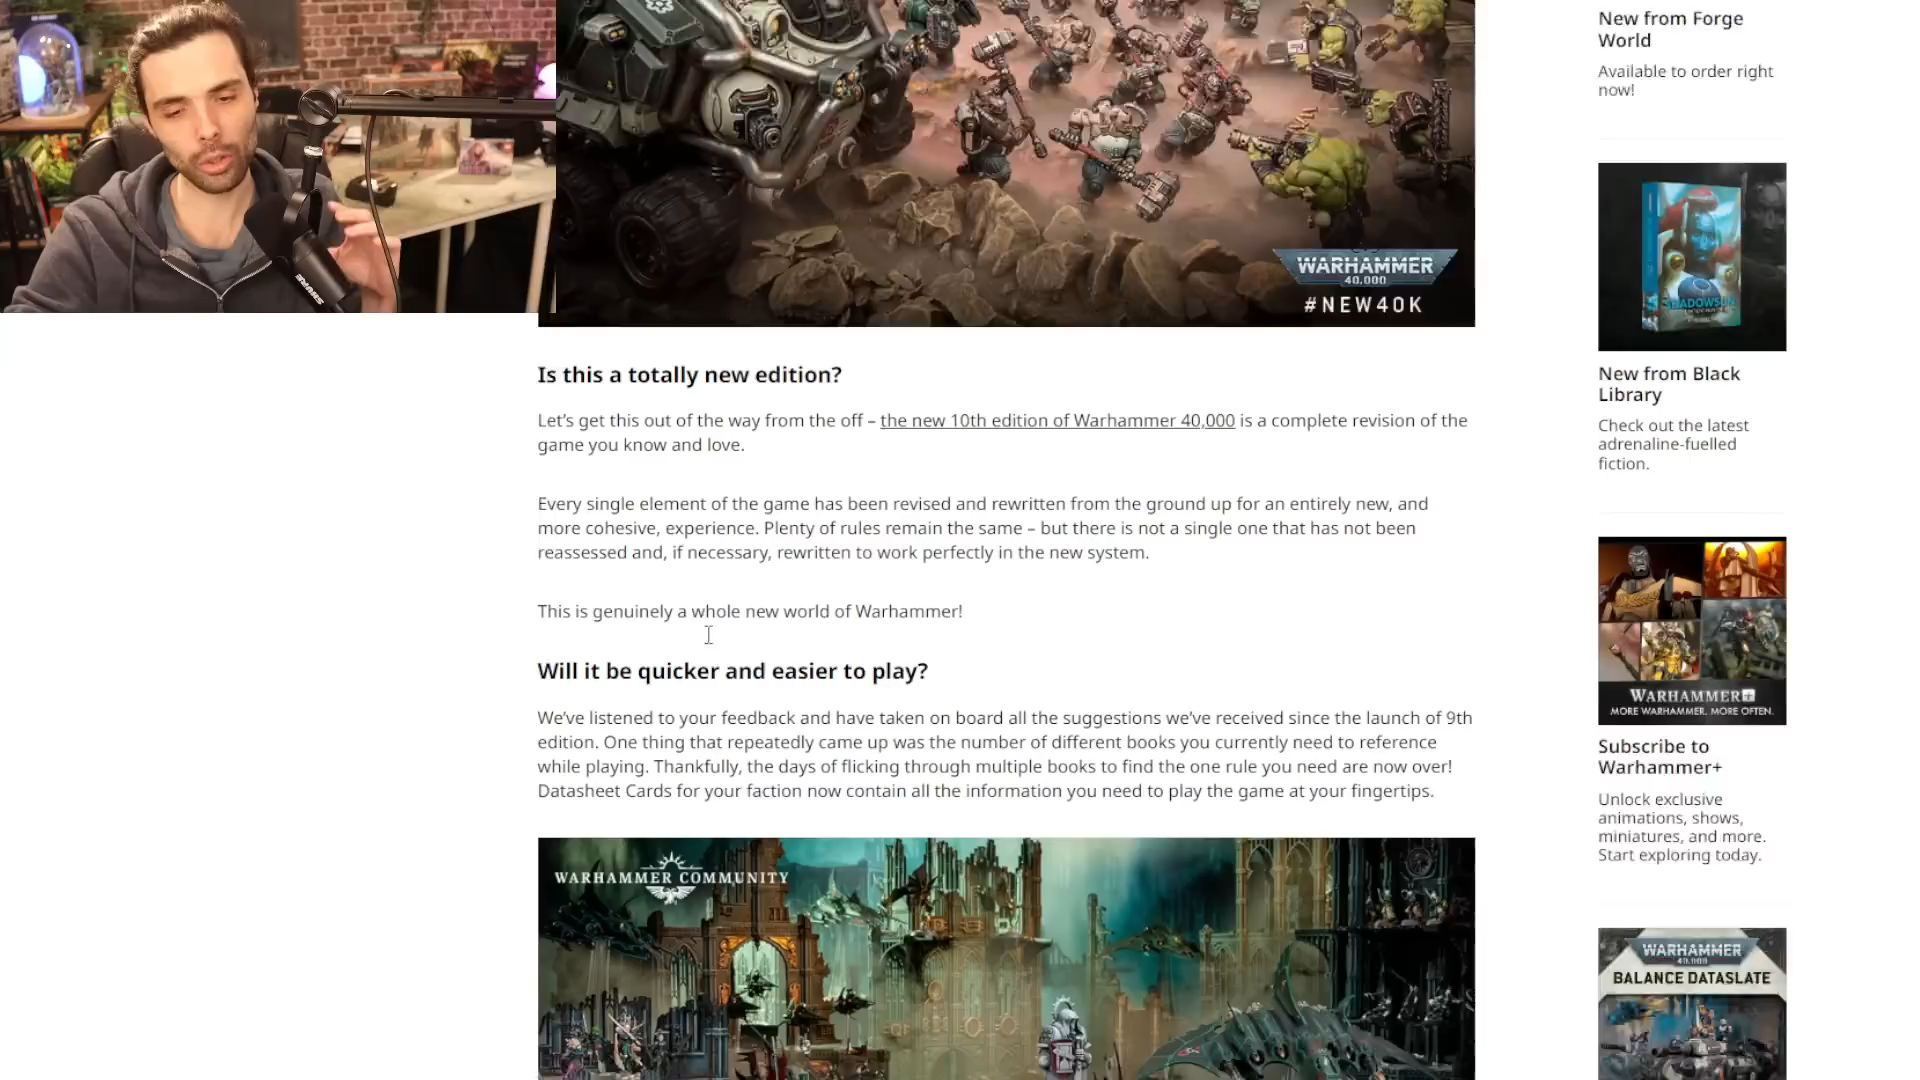 SHURE
WARHAMMER
40,000
#NEW40K
Is this a totally new edition?
Let’s get this out of the way from the off – the new 10th edition of Warhammer 40,000 is a complete revision of the
game you know and love.
Every single element of the game has been revised and rewritten from the ground up for an entirely new, and
more cohesive, experience. Plenty of rules remain the same – but there is not a single one that has not been
reassessed and, if necessary, rewritten to work perfectly in the new system.
This is genuinely a whole new world of Warhammer!
Will it be quicker and easier to play?
We’ve listened to your feedback and have taken on board all the suggestions we’ve received since the launch of 9th
edition. One thing that repeatedly came up was the number of different books you currently need to reference
while playing. Thankfully, the days of flicking through multiple books to find the one rule you need are now over!
Datasheet Cards for your faction now contain all the information you need to play the game at your fingertips.
WARHAMMER COMMUNITY
New from Forge
World
Available to order right
now!
SHADOWSUN
New from Black
Library
Check out the latest
adrenaline-fuelled
fiction.
WARHAMMER+
MORE WARHAMMER. MORE OFTEN.
Subscribe to
Warhammer+
Unlock exclusive
animations, shows,
miniatures, and more.
Start exploring today.
WARHAMMER
40,000
BALANCE DATASLATE